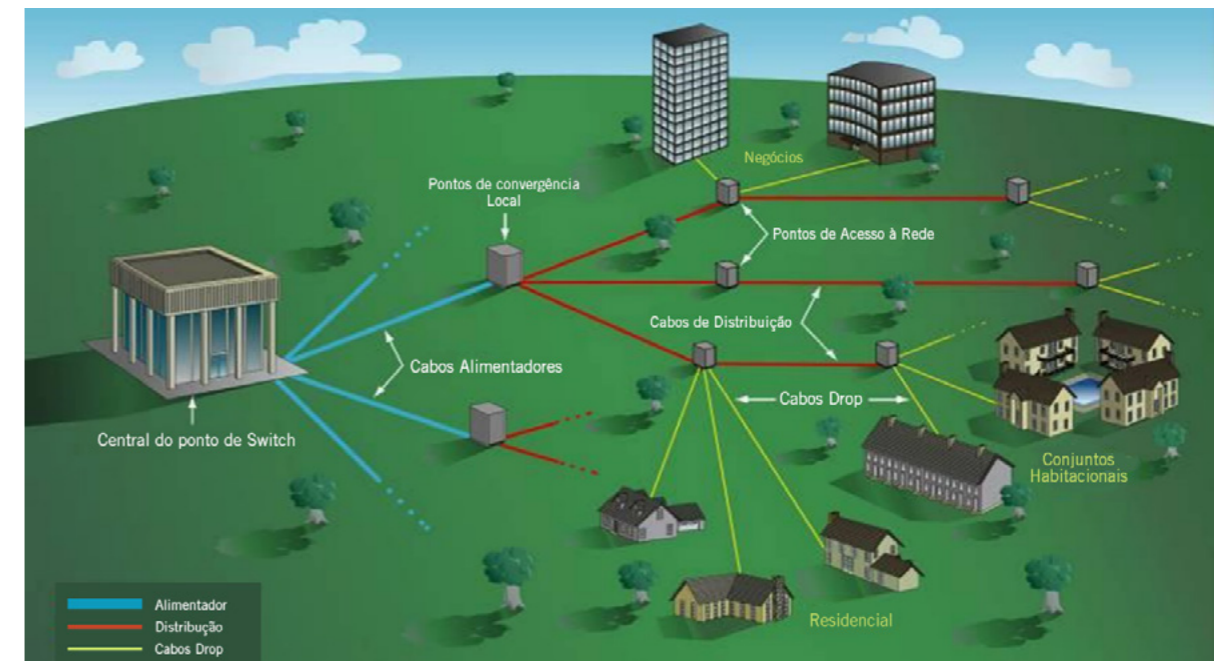 Negócios
Pontos de convergência
Local
Pontos de Acesso à Rede
Cabos de Distribuição
Cabos Alimentadores
Cabos Drop
Central do ponto de Switch
Conjuntos
Habitacionais
Residencial
Alimentador
Distribução
Cabos Drop